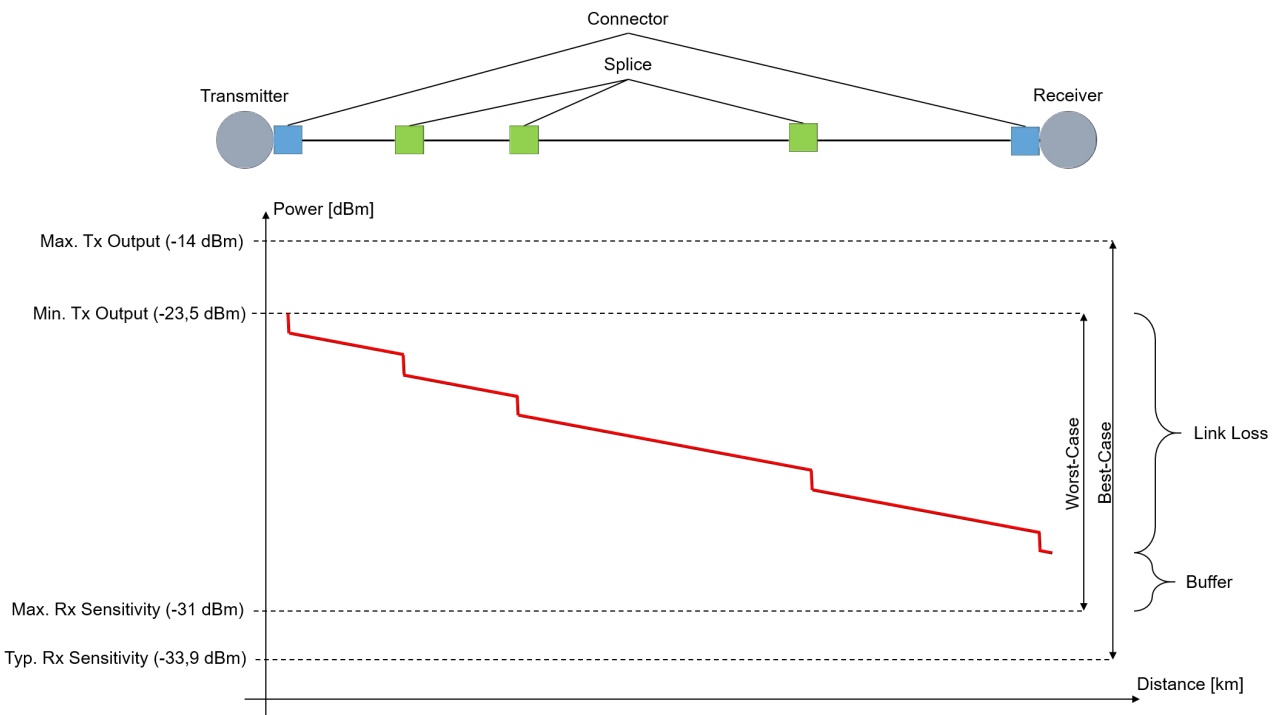 Connector
Splice
Transmitter
Receiver
Power [dBm]
Max. Tx Output (-14 dBm)
Min. Tx Output (-23,5 dBm)
Worst-Case
Best-Case
Link Loss
Buffer
Max. Rx Sensitivity (-31 dBm)
Typ. Rx Sensitivity (-33,9 dBm)
Distance [km]